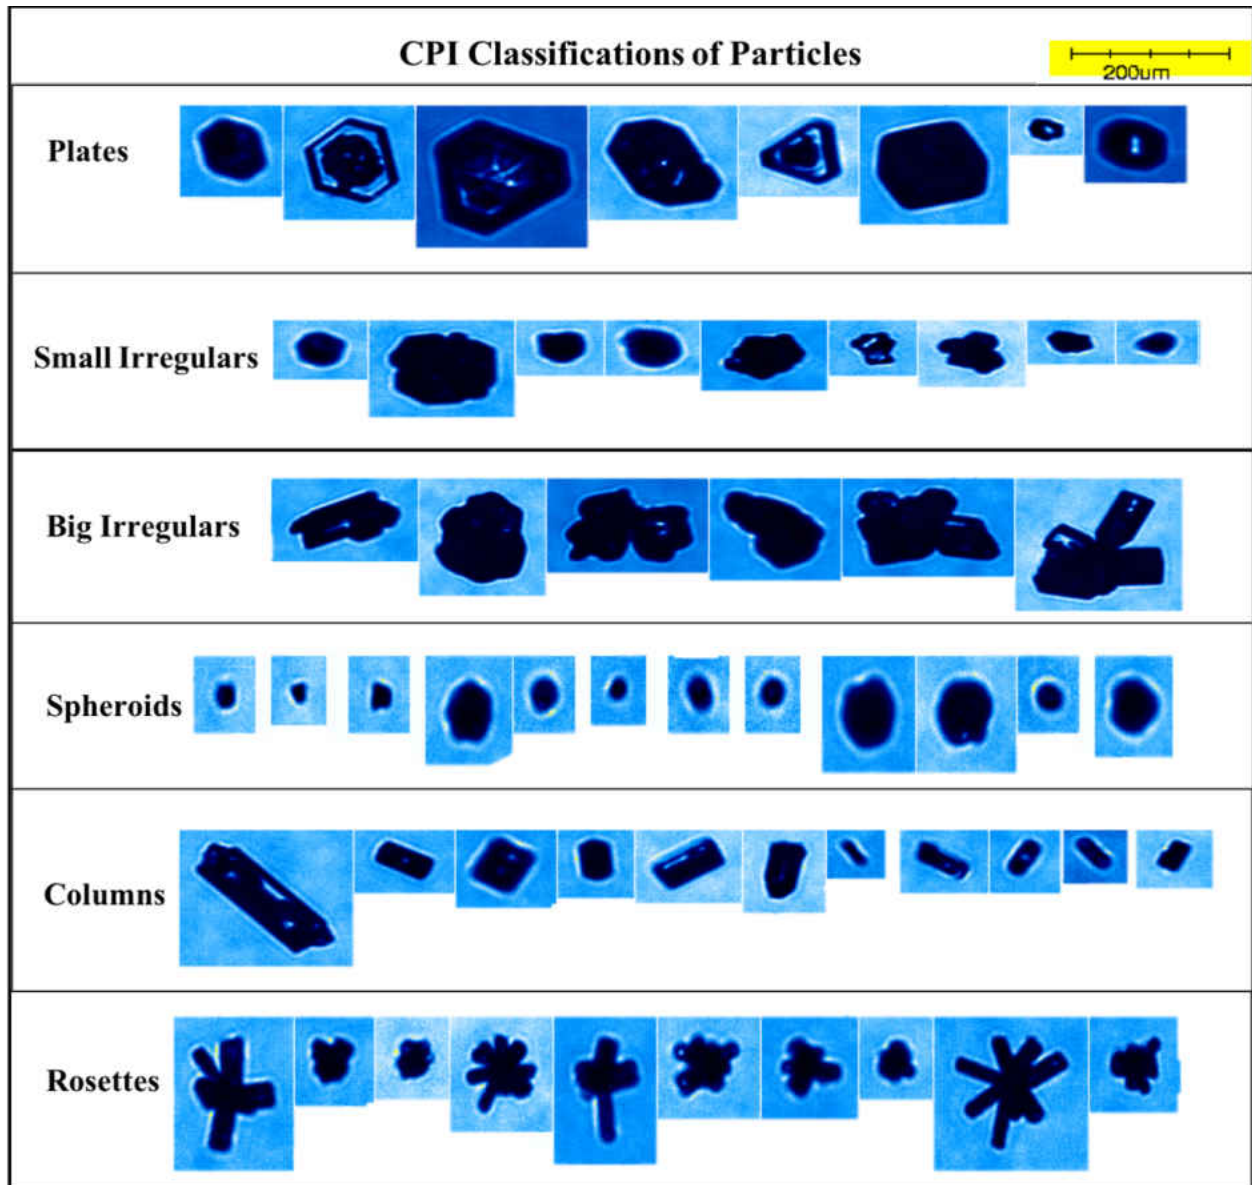 CPI Classifications of Particles
200um
Plates
Small Irregulars
Big Irregulars
Spheroids
Columns
Rosettes